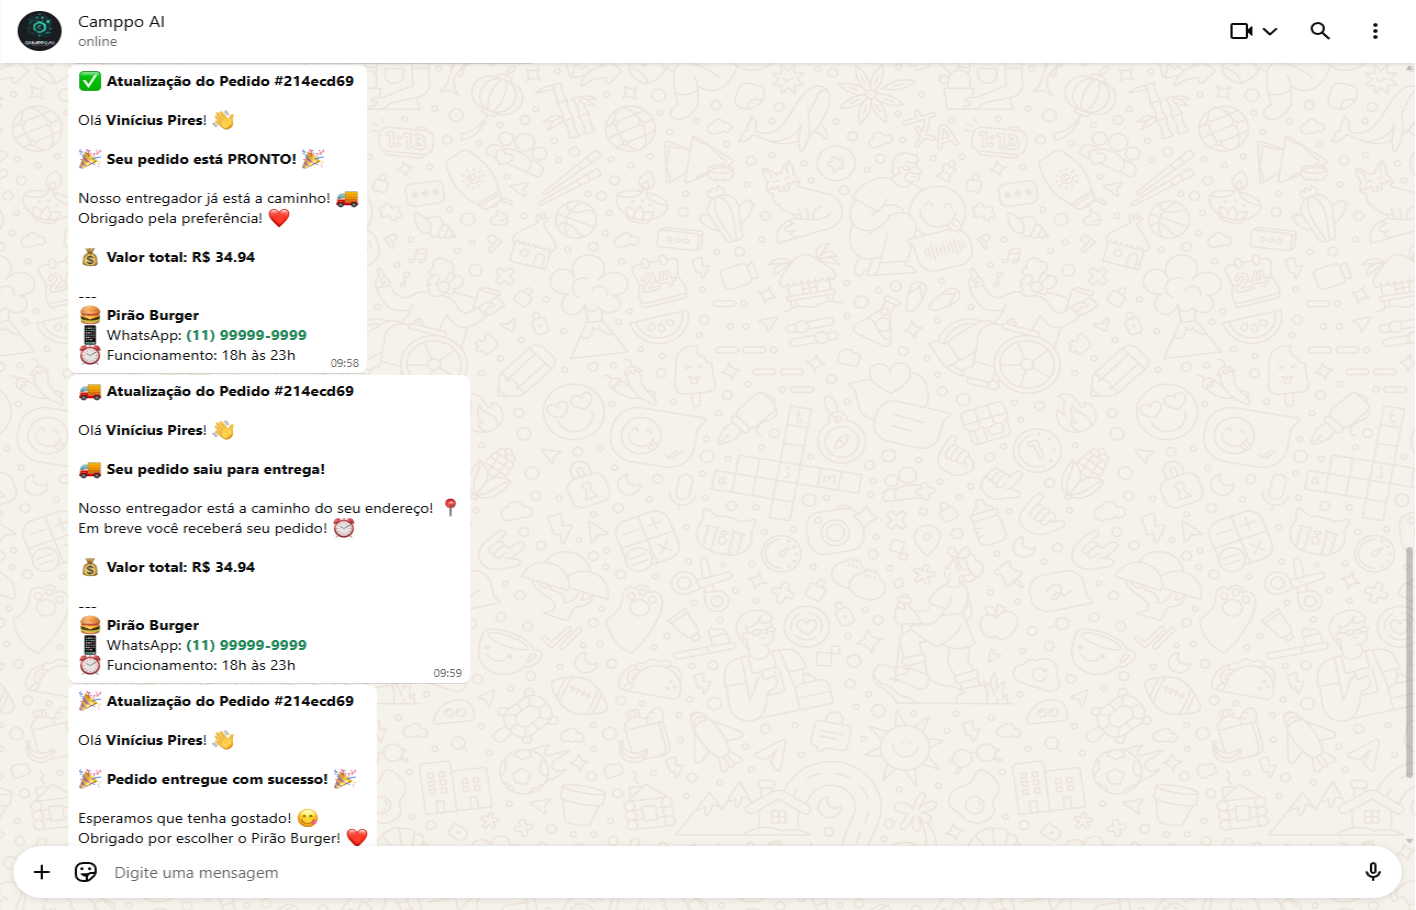 Camppo AI
online
✅ Atualização do Pedido #214ecd69
Olá Vinícius Pires! 👋
🎉 Seu pedido está PRONTO! 🎉
Nosso entregador já está a caminho! 🚚
Obrigado pela preferência! ❤️
💰 Valor total: R$ 34.94
---
🍔 Pirão Burger
📱 WhatsApp: (11) 99999-9999
⏰ Funcionamento: 18h às 23h
09:58
🚚 Atualização do Pedido #214ecd69
Olá Vinícius Pires! 👋
🚚 Seu pedido saiu para entrega!
Nosso entregador está a caminho do seu endereço! 📍
Em breve você receberá seu pedido! ⏰
💰 Valor total: R$ 34.94
---
🍔 Pirão Burger
📱 WhatsApp: (11) 99999-9999
⏰ Funcionamento: 18h às 23h
09:59
🎉 Atualização do Pedido #214ecd69
Olá Vinícius Pires! 👋
🎉 Pedido entregue com sucesso! 🎉
Esperamos que tenha gostado! 😋
Obrigado por escolher o Pirão Burger! ❤️
Digite uma mensagem